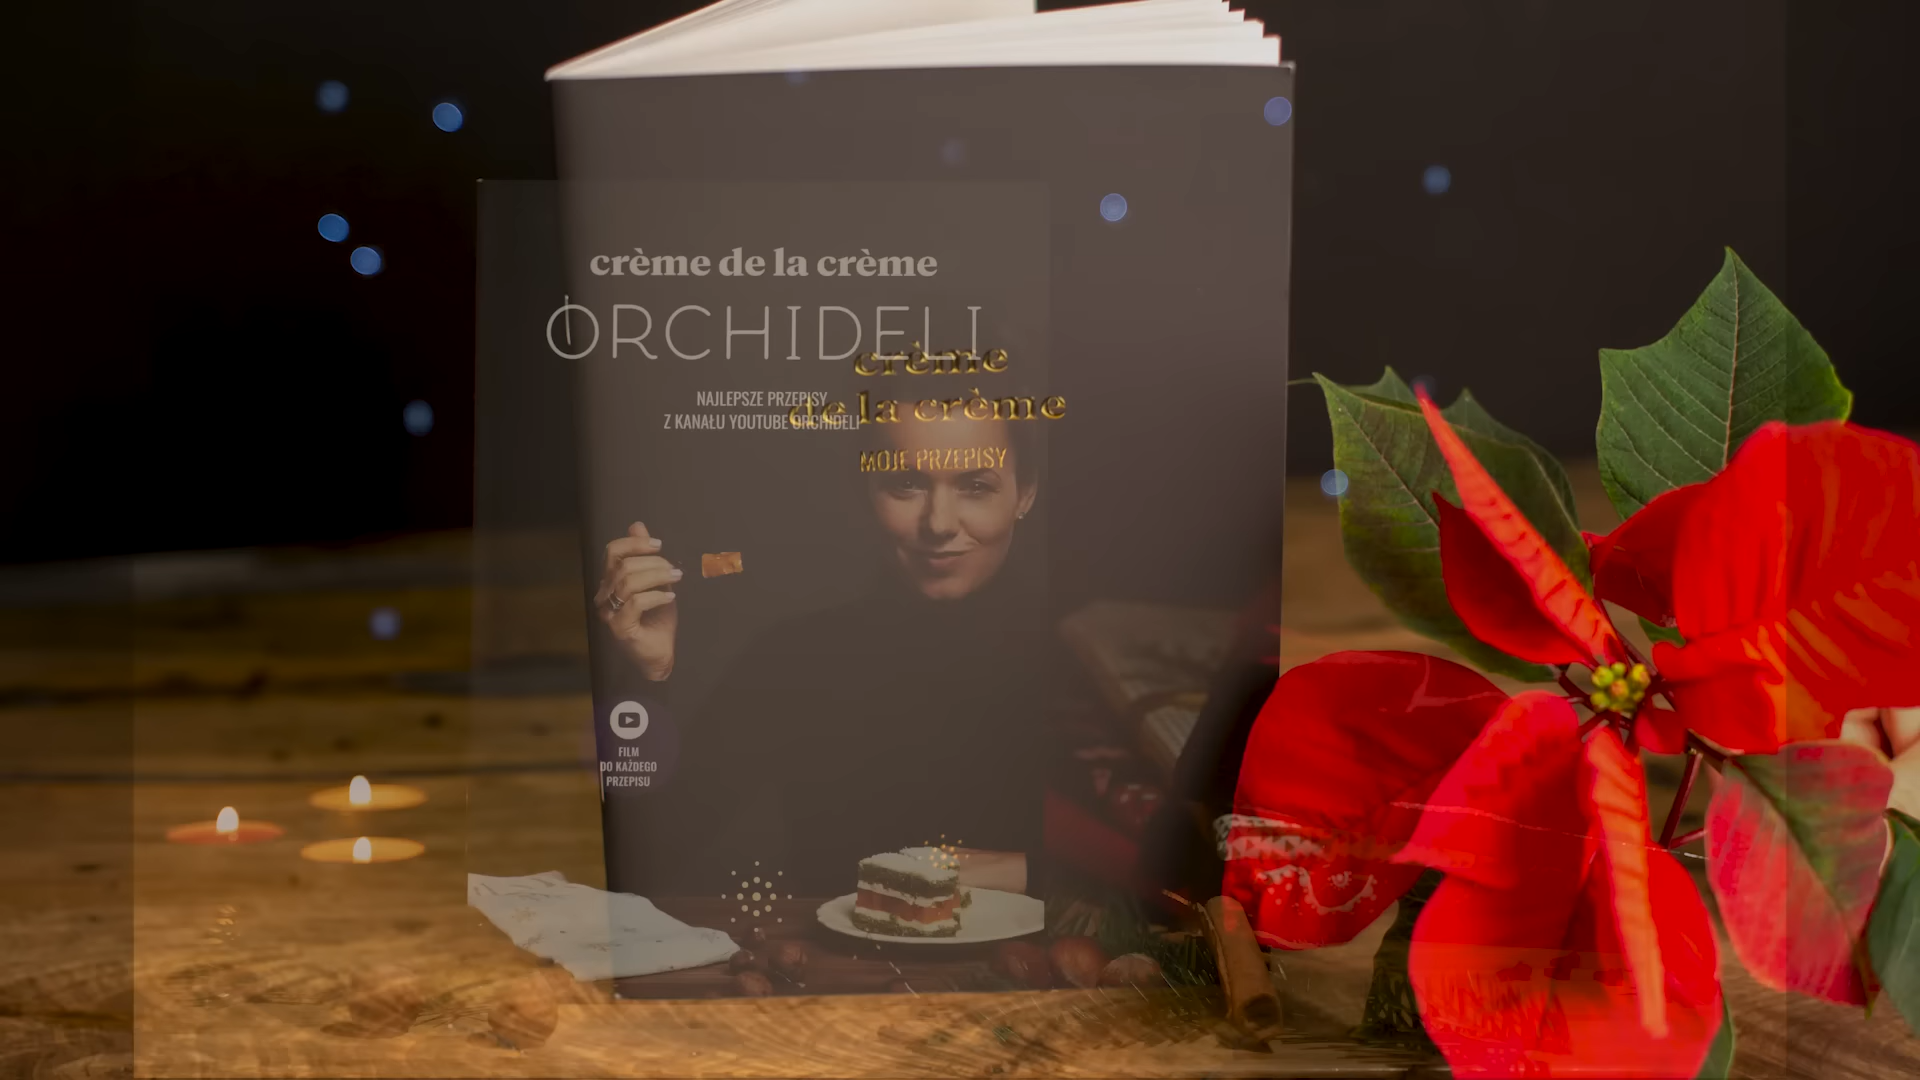 crème de la crème
ORCHIDELI
NAJLEPSZE PRZEPISY
Z KANAŁU YOUTUBE ORCHIDELI
crème
de la crème
MOJE PRZEPISY
FILM
DO KAŻDEGO
PRZEPISU